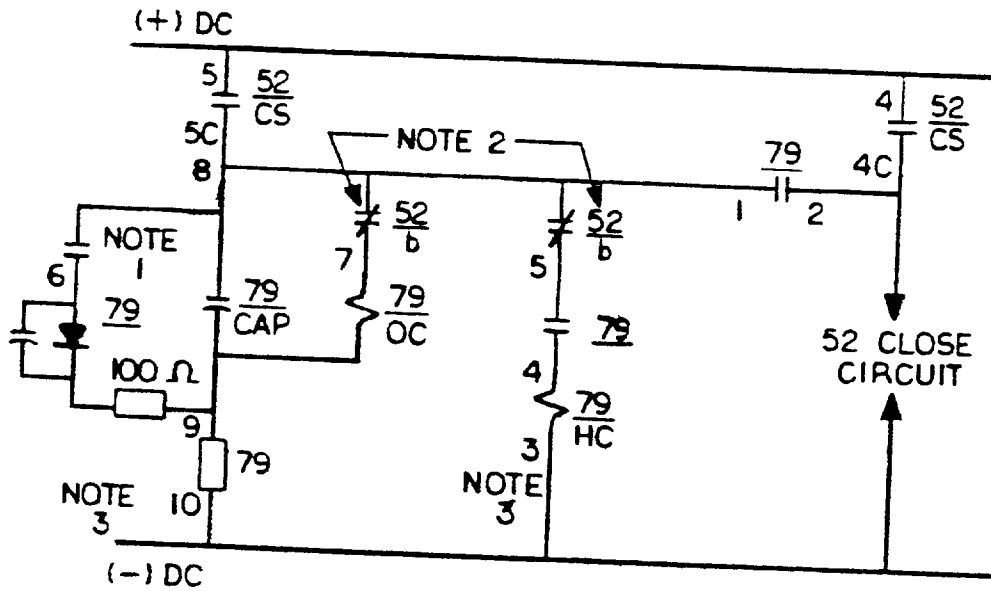 (+) DC
5
52
CS
5C
8
NOTE 2
4
52
CS
4C
79
1
2
NOTE
1
6
79
52
b
7
52
b
5
79
CAP
79
OC
79
100 Ω
4
79
HC
3
9
79
10
NOTE
3
NOTE
3
52 CLOSE
CIRCUIT
(−) DC